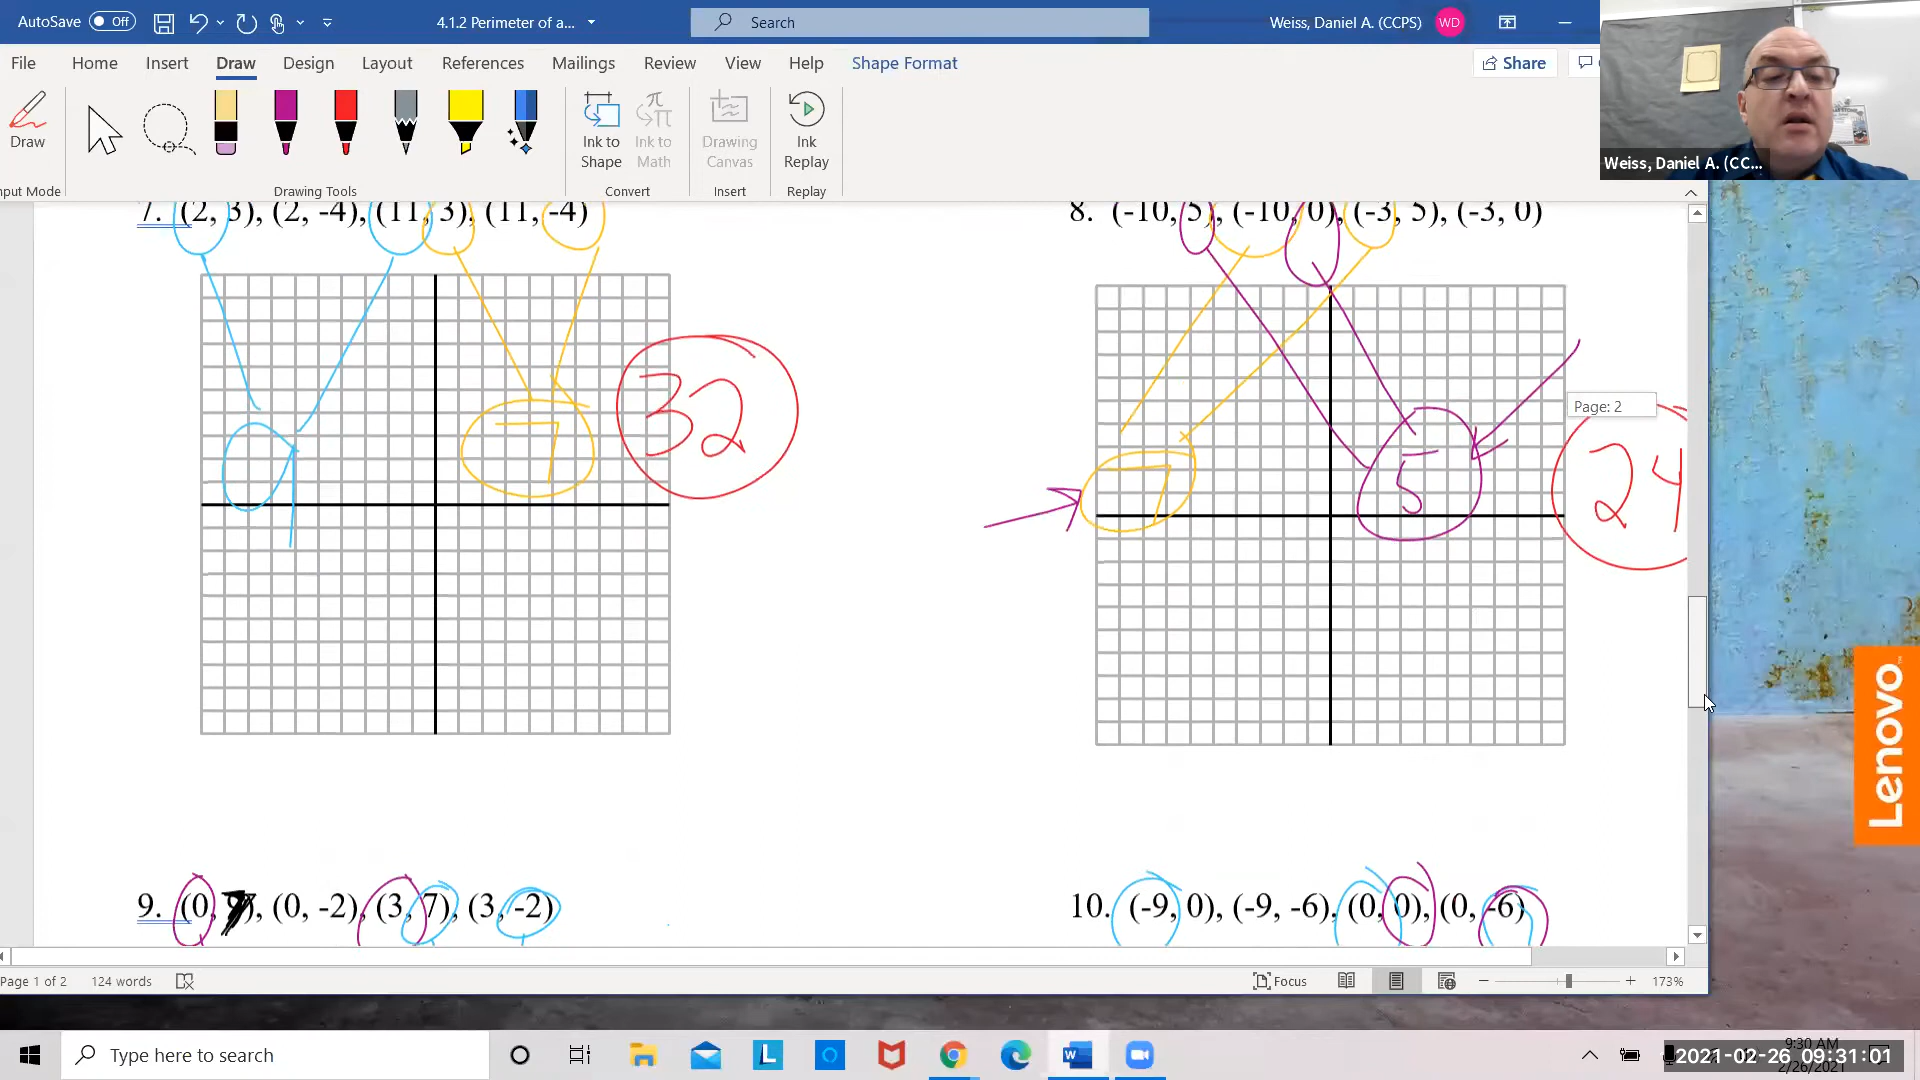 AutoSave Off 4.1.2 Perimeter of a... Search Weiss, Daniel A. (CCPS) WD
File Home Insert Draw Design Layout References Mailings Review View Help Shape Format Share
Draw Ink to Shape Ink to Math Drawing Canvas Ink Replay
Input Mode Drawing Tools Convert Insert Replay
Weiss, Daniel A. (CC...
7. (2, 3), (2, -4), (11, 3), (11, -4)
8. (-10, 5), (-10, 0), (-3, 5), (-3, 0)
9 7 32
7 5 24
Page: 2
9. (0, 7), (0, -2), (3, 7), (3, -2)
10. (-9, 0), (-9, -6), (0, 0), (0, -6)
Page 1 of 2 124 words Focus 173%
Lenovo
Type here to search
9:30 AM
2021-02-26 09:31:01